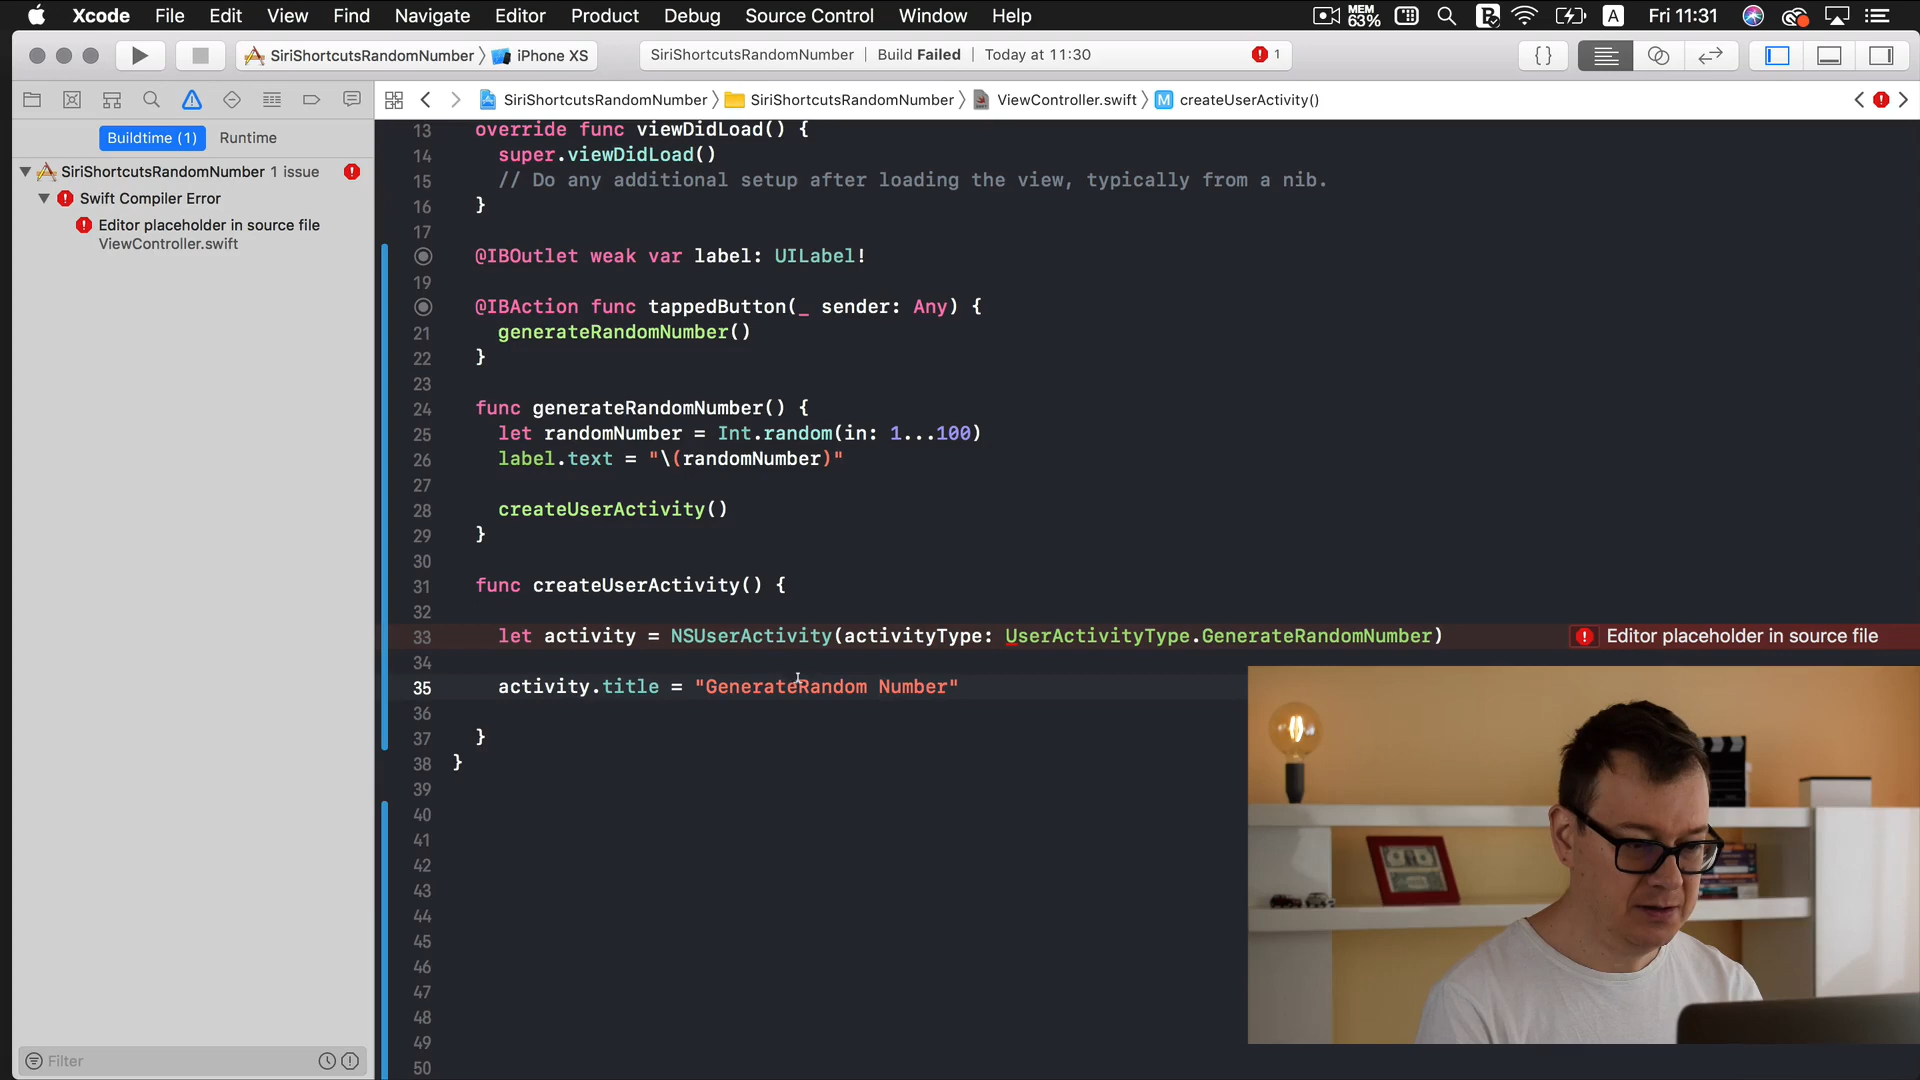 Xcode File Edit View Find Navigate Editor Product Debug Source Control Window Help MEM 63% A Fri 11:31
SiriShortcutsRandomNumber iPhone XS SiriShortcutsRandomNumber Build Failed Today at 11:30 1
SiriShortcutsRandomNumber SiriShortcutsRandomNumber ViewController.swift M createUserActivity()
Buildtime (1) Runtime
SiriShortcutsRandomNumber 1 issue
Swift Compiler Error
Editor placeholder in source file
ViewController.swift
13 override func viewDidLoad() {
14 super.viewDidLoad()
15 // Do any additional setup after loading the view, typically from a nib.
16 }
17
@IBOutlet weak var label: UILabel!
19
@IBAction func tappedButton(_ sender: Any) {
21 generateRandomNumber()
22 }
23
24 func generateRandomNumber() {
25 let randomNumber = Int.random(in: 1...100)
26 label.text = "\(randomNumber)"
27
28 createUserActivity()
29 }
30
31 func createUserActivity() {
32
33 let activity = NSUserActivity(activityType: UserActivityType.GenerateRandomNumber) Editor placeholder in source file
34
35 activity.title = "GenerateRandom Number"
36
37 }
38 }
39
40
41
42
43
44
45
46
47
48
49
50
Filter